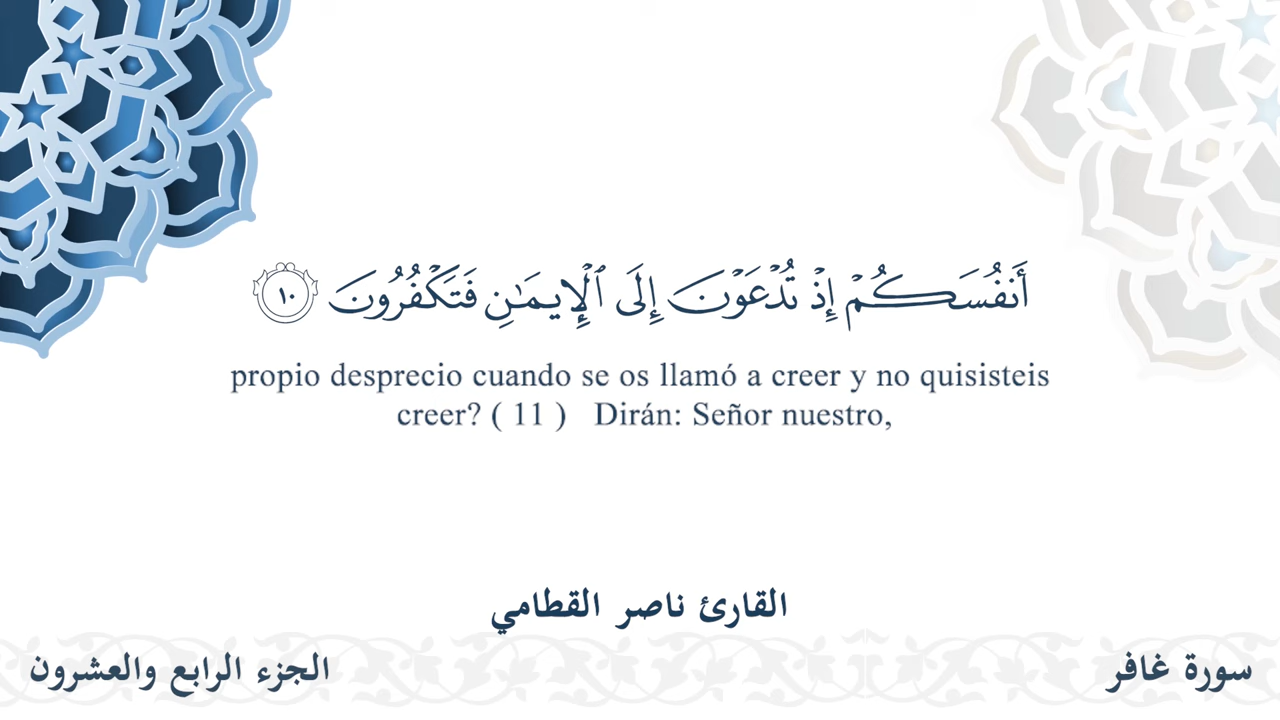 أَنفُسَكُمْ إِذْ تُدْعَوْنَ إِلَى ٱلْإِيمَـٰنِ فَتَكْفُرُونَ ١٠
propio desprecio cuando se os llamó a creer y no quisisteis
creer? ( 11 ) Dirán: Señor nuestro,
القارئ ناصر القطامي
سورة غافر
الجزء الرابع والعشرون